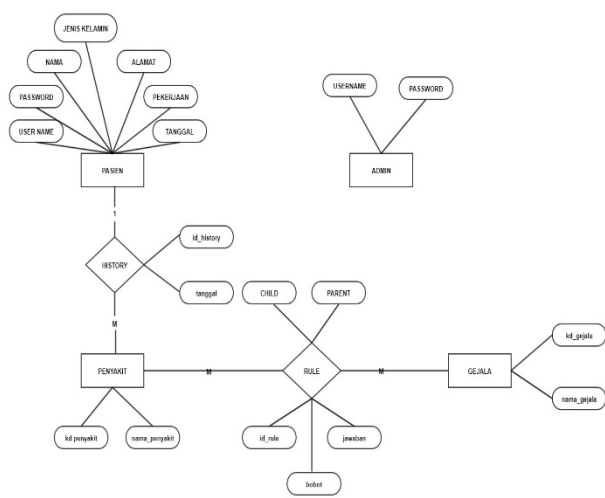 JENIS KELAMIN
NAMA
ALAMAT
PASSWORD
PEKERJAAN
USER NAME
TANGGAL
PASIEN
USERNAME
PASSWORD
ADMIN
1
HISTORY
id_history
tanggal
M
CHILD
PARENT
PENYAKIT
M
RULE
M
GEJALA
kd_gejala
nama_gejala
kd penyakit
nama_penyakit
id_rule
jawaban
bobot